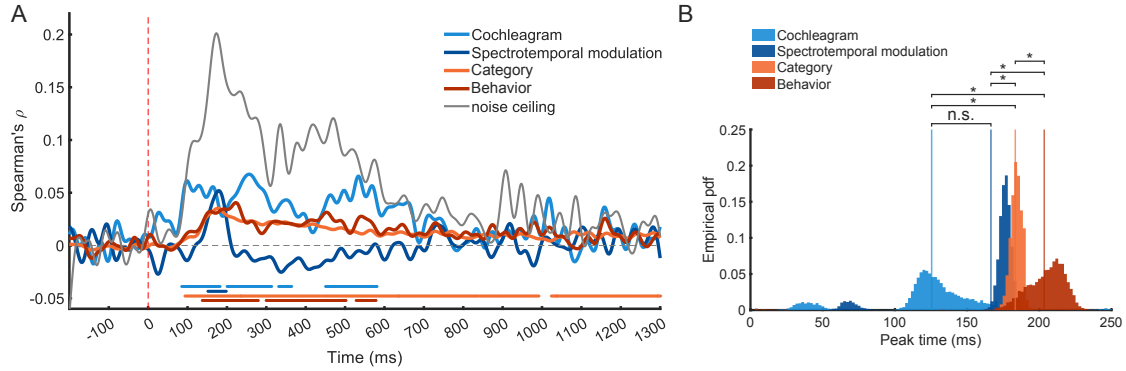 A
Spearman's ρ
0.2
0.15
0.1
0.05
0
-0.05
Cochleagram
Spectrotemporal modulation
Category
Behavior
noise ceiling
-100 0 100 200 300 400 500 600 700 800 900 1000 1100 1200 1300
Time (ms)
B
Cochleagram
Spectrotemporal modulation
Category
Behavior
*
*
*
*
*
n.s.
Empirical pdf
0.25
0.2
0.15
0.1
0.05
0
0 50 100 150 200 250
Peak time (ms)